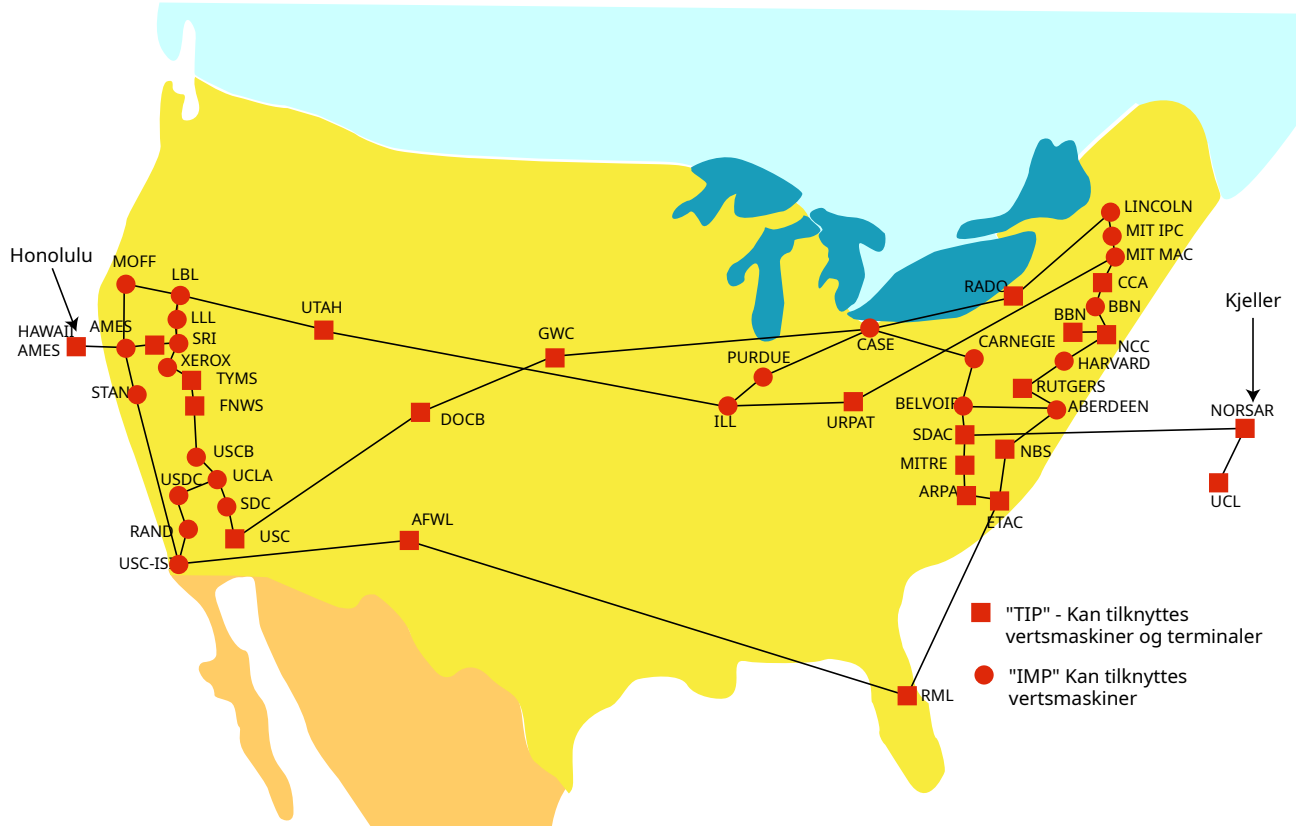 Honolulu
MOFF
LBL
HAWAII
AMES
AMES
LLL
SRI
XEROX
TYMS
STAN
FNWS
USCB
USDC
UCLA
SDC
RAND
USC
USC-ISI
UTAH
DOCB
GWC
AFWL
PURDUE
ILL
URPAT
CASE
RADO
LINCOLN
MIT IPC
MIT MAC
CCA
BBN
BBN
NCC
HARVARD
CARNEGIE
RUTGERS
BELVOIR
ABERDEEN
SDAC
NBS
MITRE
ARPA
ETAC
RML
Kjeller
NORSAR
UCL
"TIP" - Kan tilknyttes
vertsmaskiner og terminaler
"IMP" Kan tilknyttes
vertsmaskiner